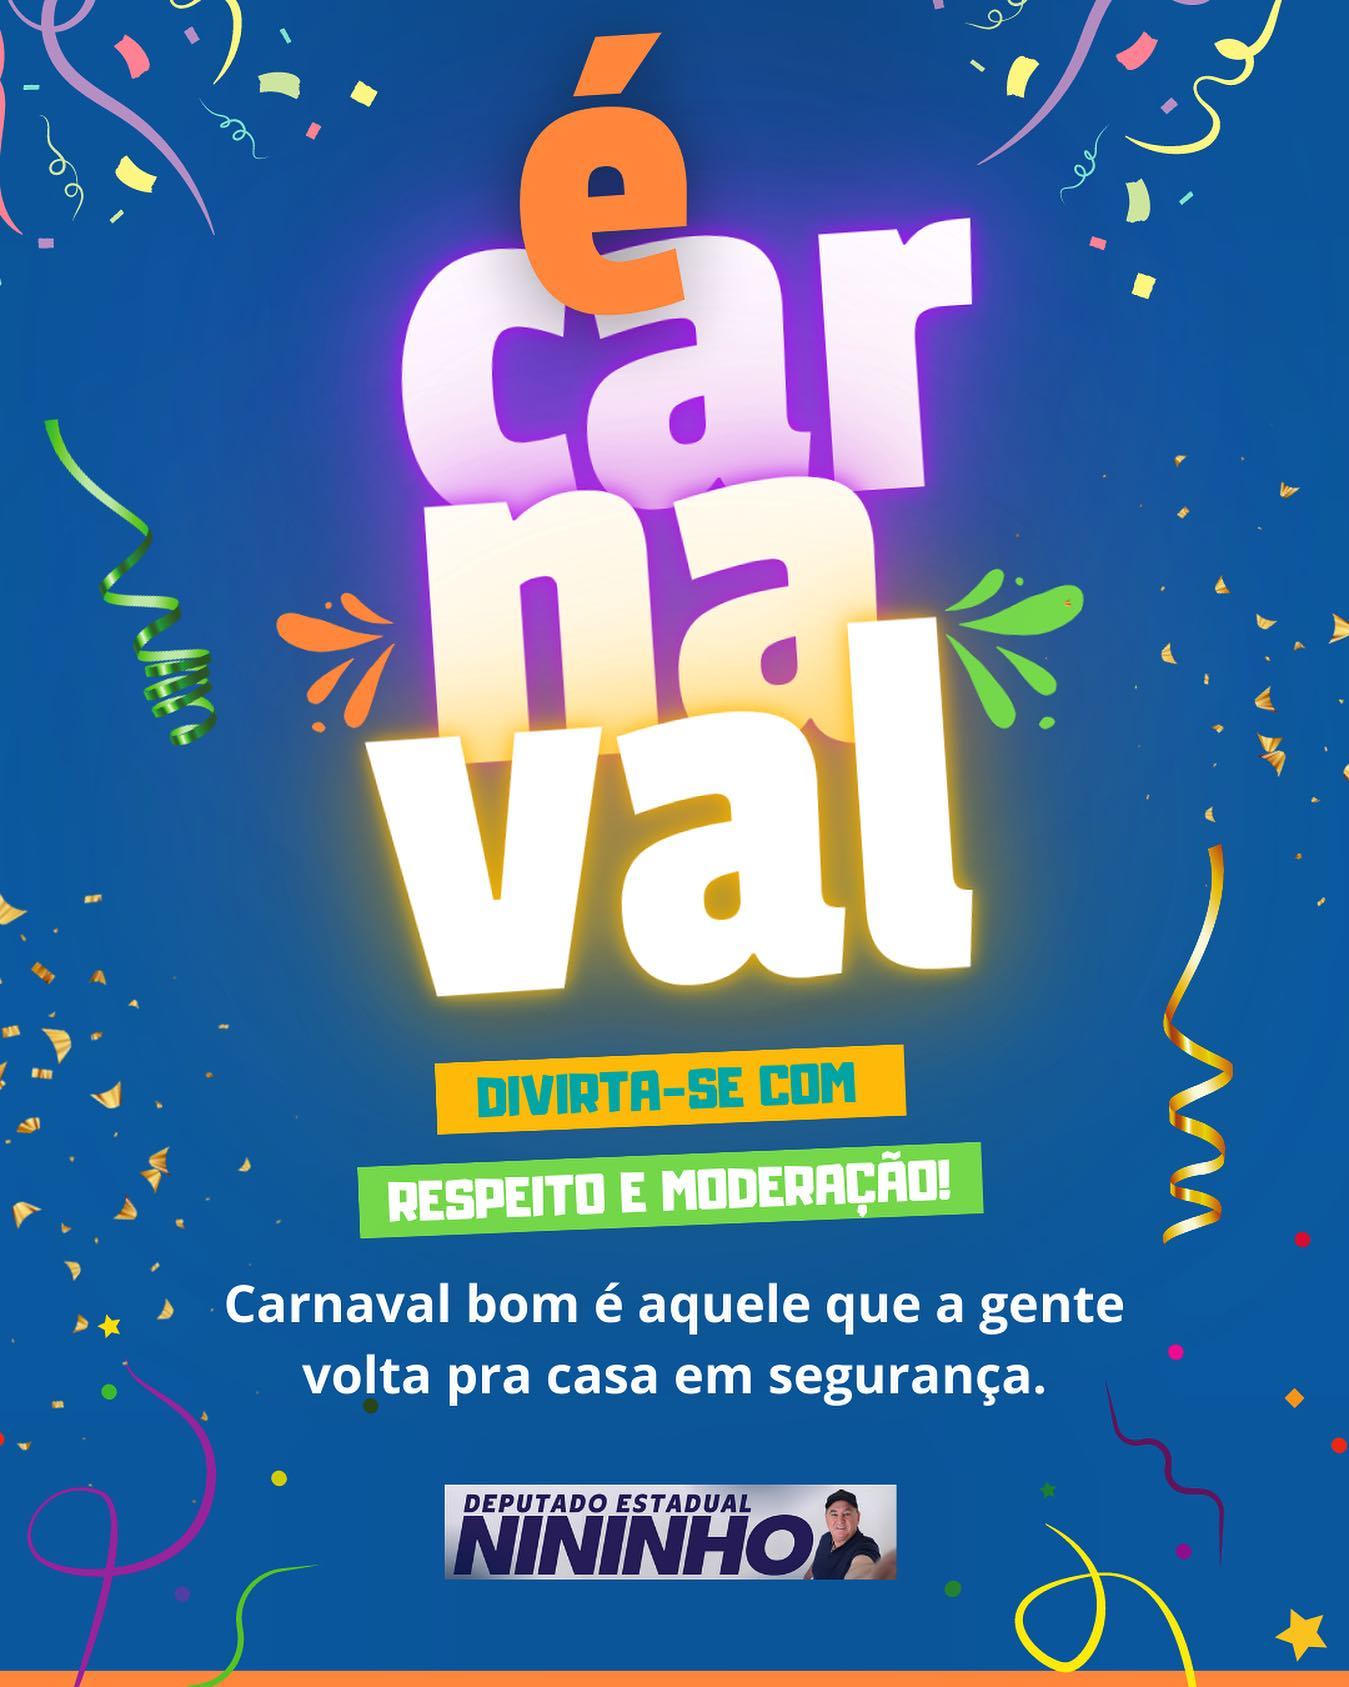 é
car
na
val
DIVIRTA-SE COM
RESPEITO E MODERAÇÃO!
Carnaval bom é aquele que a gente
volta pra casa em segurança.
DEPUTADO ESTADUAL
NININHO